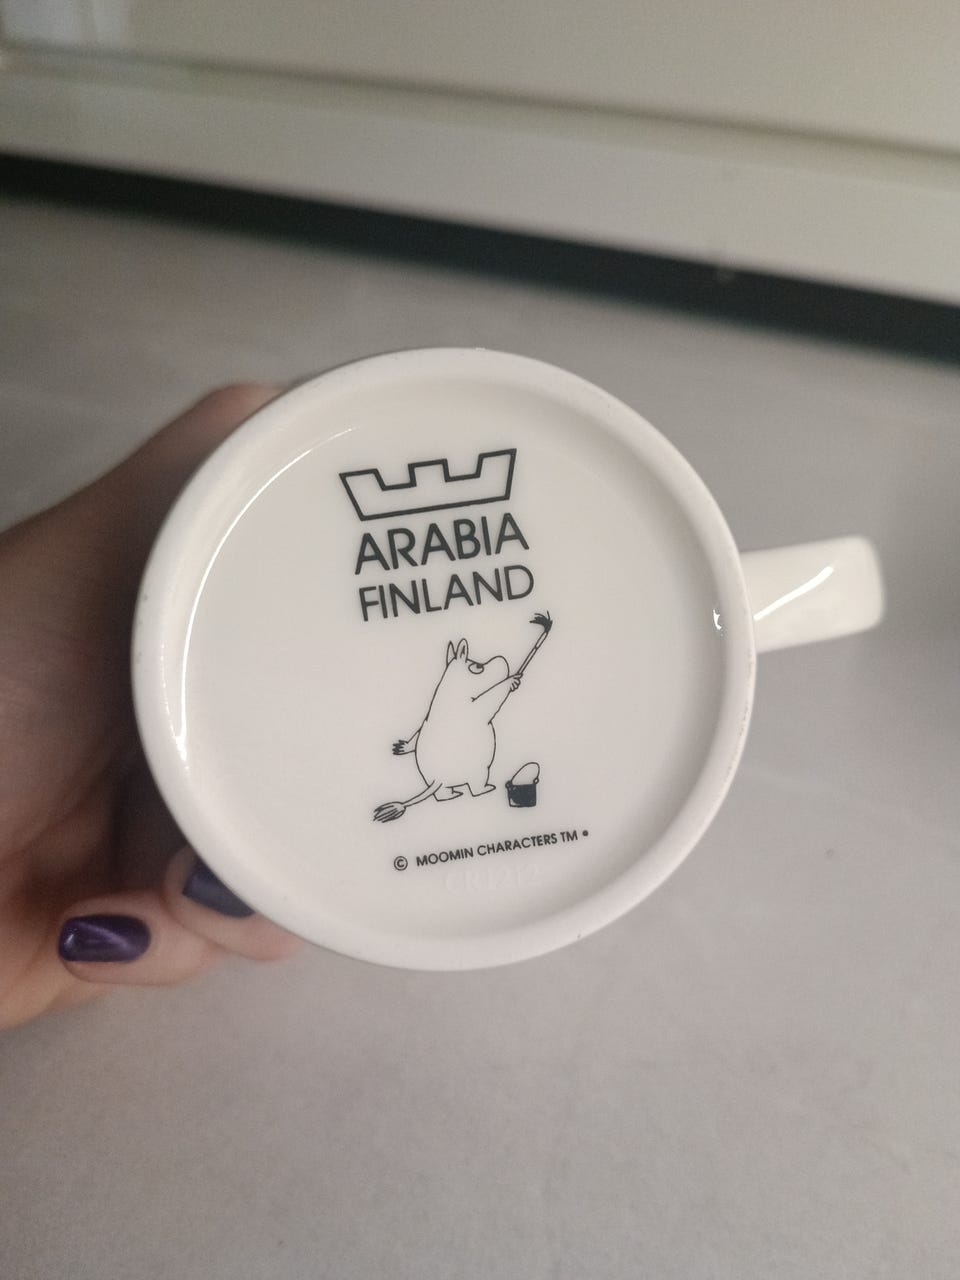 ARABIA
FINLAND
© MOOMIN CHARACTERS TM •